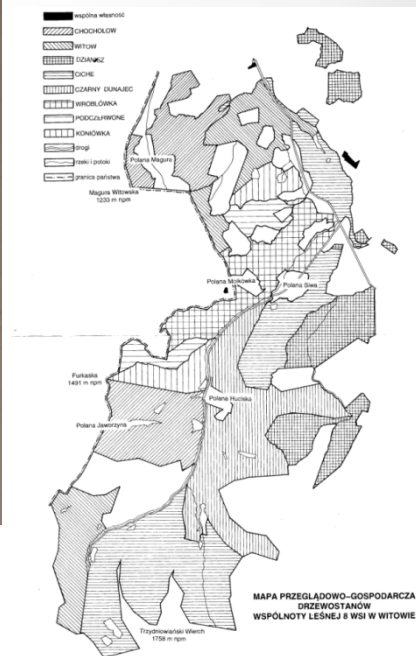 wspólna własność
CHOCHOŁÓW
WITÓW
DZIANISZ
CICHE
CZARNY DUNAJEC
WRÓBLÓWKA
PODCZERWONE
KONIÓWKA
drogi
rzeki i potoki
granica państwa
Polana Magura
Magura Witowska
1233 m npm
Polana Molkówka
Polana Siwa
Furkaska
1491 m npm
Polana Huciska
Polana Jaworzyna
Trzydniowiański Wierch
1758 m npm
MAPA PRZEGLĄDOWO-GOSPODARCZA
DRZEWOSTANÓW
WSPÓLNOTY LEŚNEJ 8 WSI W WITOWIE